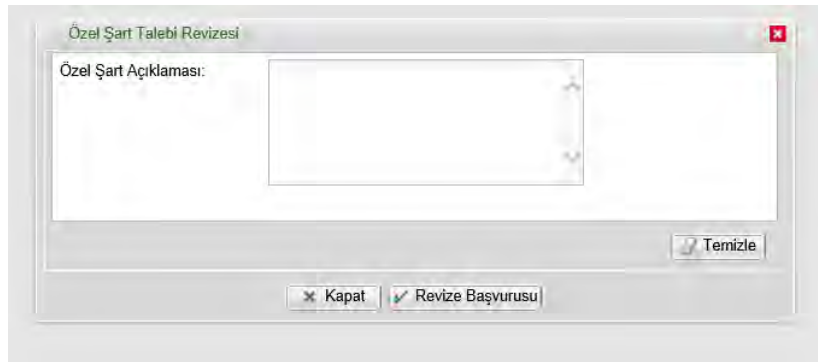 Özel Şart Talebi Revizesi
Özel Şart Açıklaması:
Temizle
Kapat
Revize Başvurusu